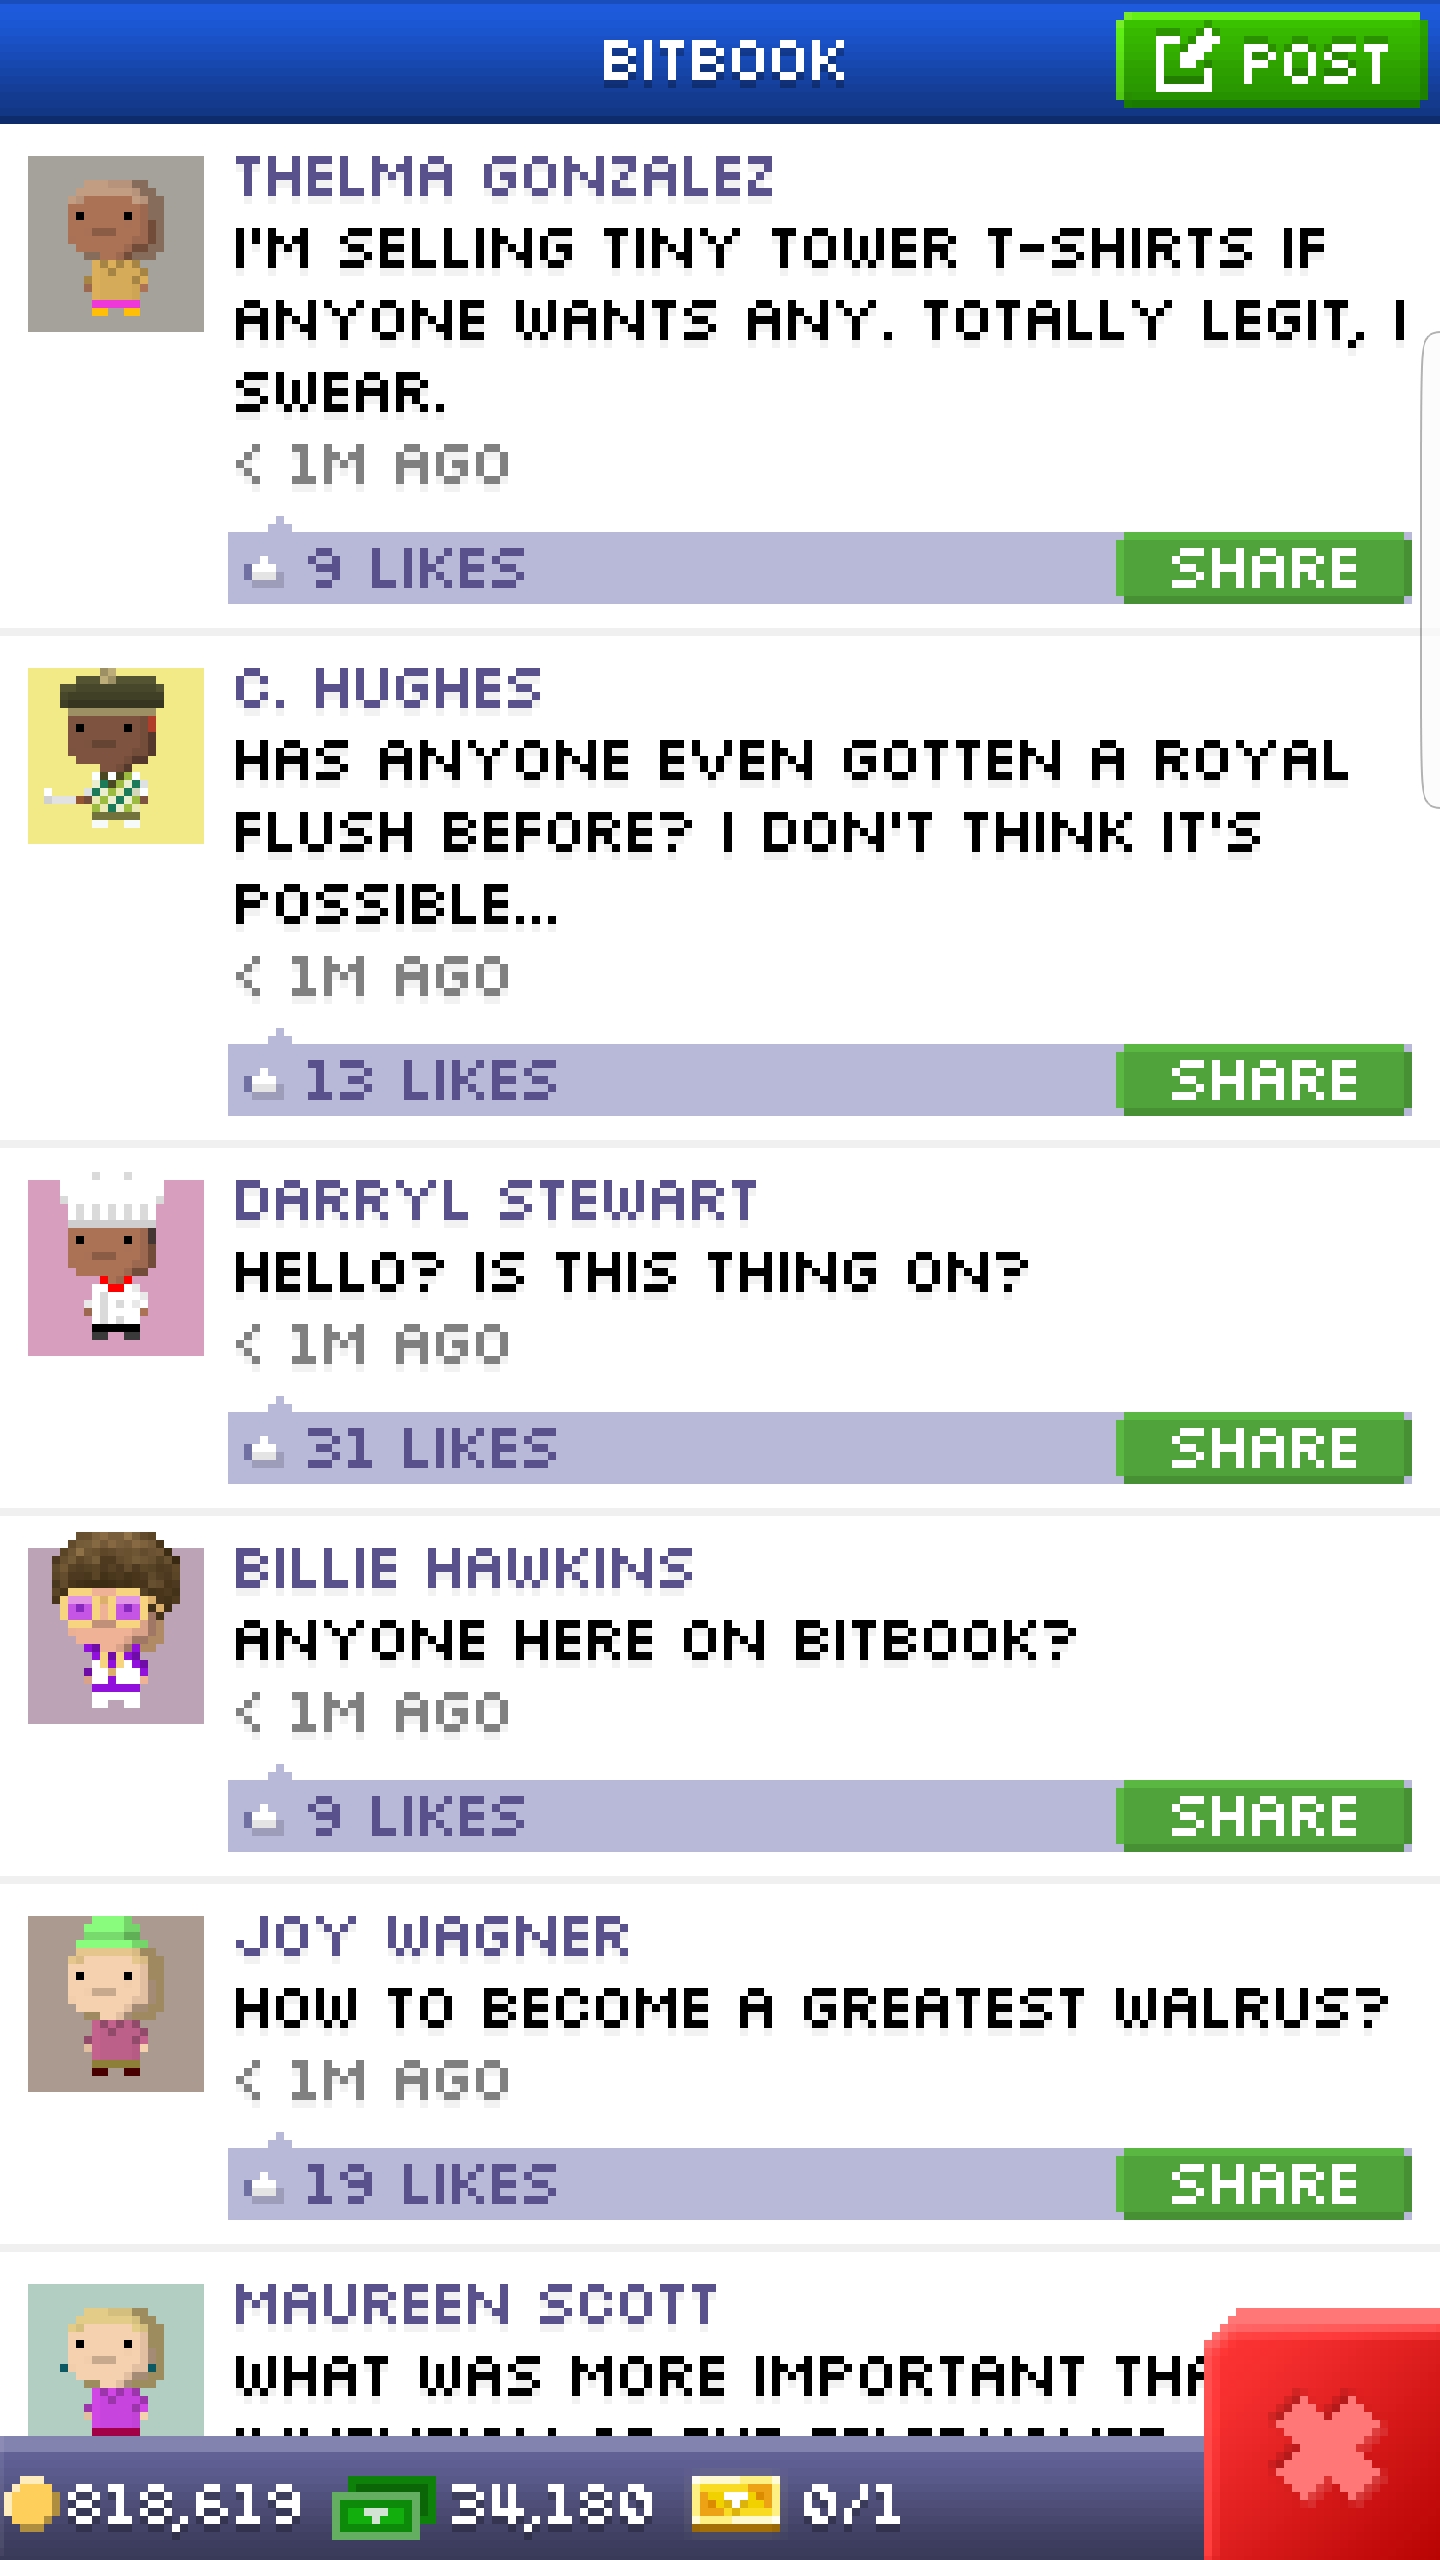 BITBOOK
POST
THELMA GONZALEZ
I'M SELLING TINY TOWER T-SHIRTS IF
ANYONE WANTS ANY. TOTALLY LEGIT, I
SWEAR.
< 1M AGO
9 LIKES
SHARE
C. HUGHES
HAS ANYONE EVEN GOTTEN A ROYAL
FLUSH BEFORE? I DON'T THINK IT'S
POSSIBLE...
< 1M AGO
13 LIKES
SHARE
DARRYL STEWART
HELLO? IS THIS THING ON?
< 1M AGO
31 LIKES
SHARE
BILLIE HAWKINS
ANYONE HERE ON BITBOOK?
< 1M AGO
9 LIKES
SHARE
JOY WAGNER
HOW TO BECOME A GREATEST WALRUS?
< 1M AGO
19 LIKES
SHARE
MAUREEN SCOTT
WHAT WAS MORE IMPORTANT
818,619
34,180
0/1